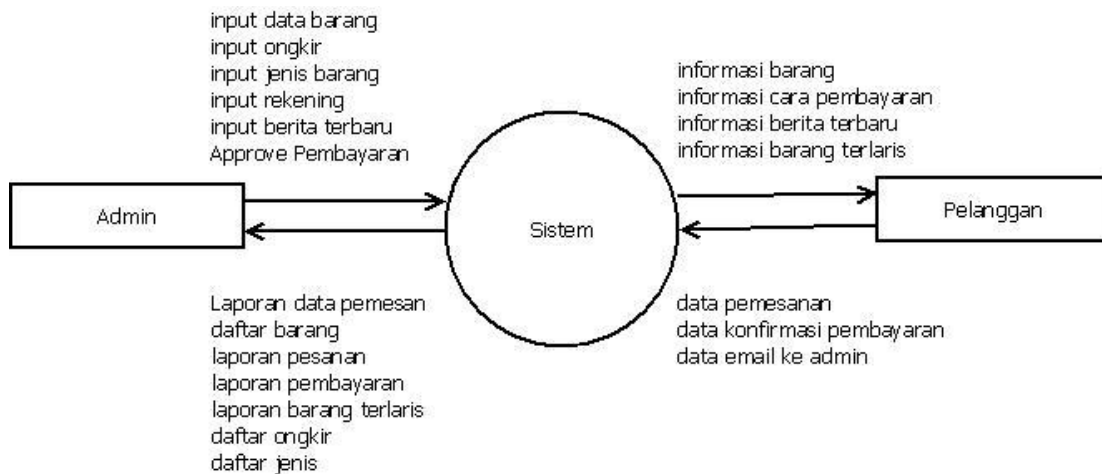 input data barang
input ongkir
input jenis barang
input rekening
input berita terbaru
Approve Pembayaran
informasi barang
informasi cara pembayaran
informasi berita terbaru
informasi barang terlaris
Admin
Sistem
Pelanggan
Laporan data pemesan
daftar barang
laporan pesanan
laporan pembayaran
laporan barang terlaris
daftar ongkir
daftar jenis
data pemesanan
data konfirmasi pembayaran
data email ke admin